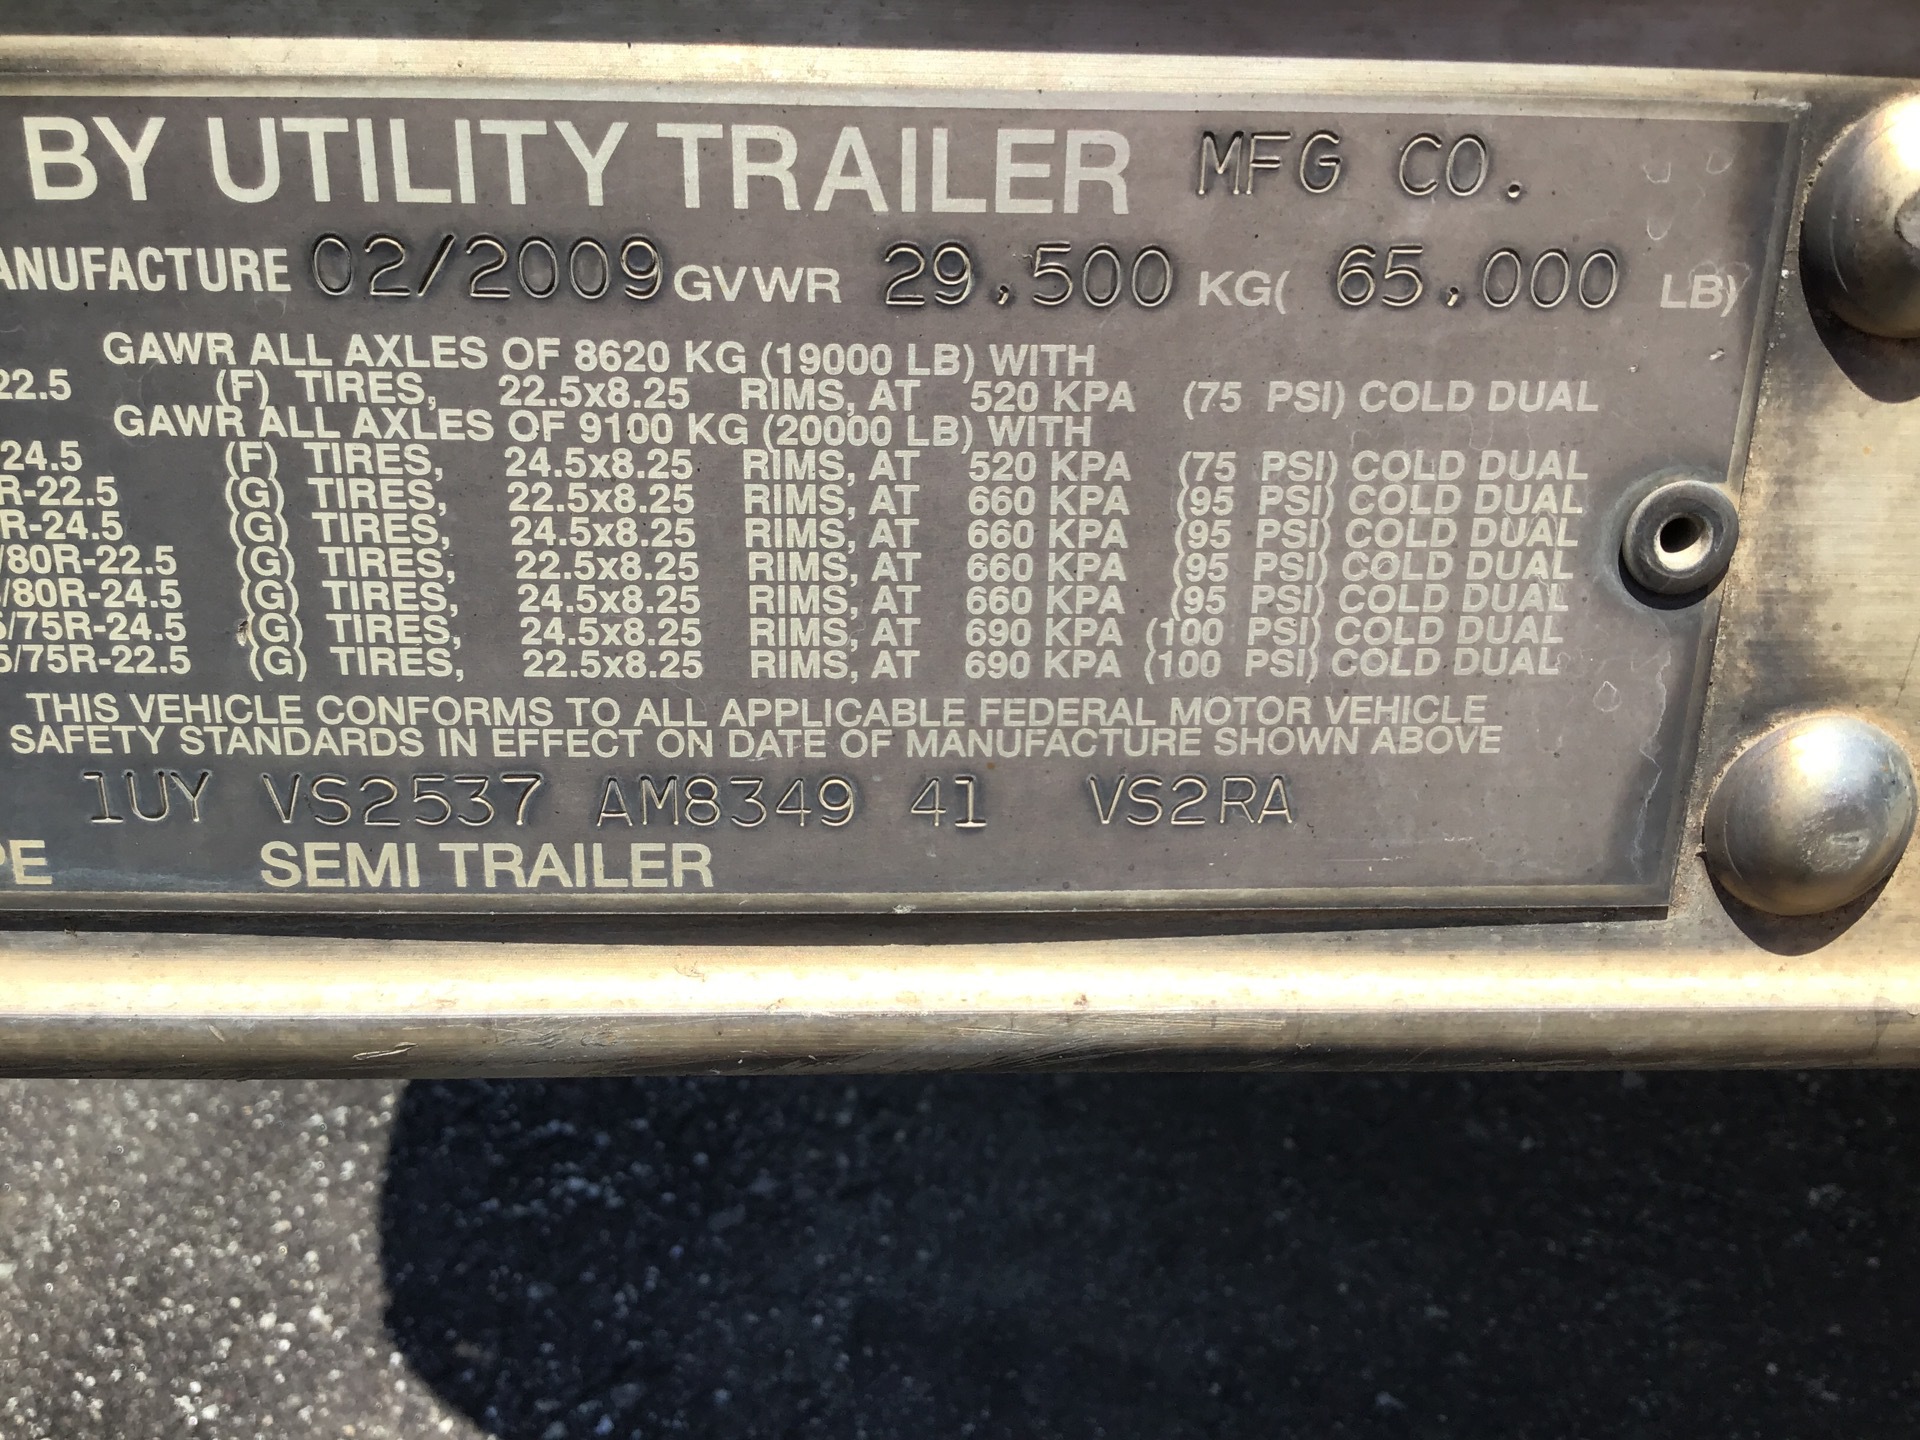 BY UTILITY TRAILER MFG CO.
ANUFACTURE 02/2009 GVWR 29,500 KG( 65,000 LB)
GAWR ALL AXLES OF 8620 KG (19000 LB) WITH
22.5 (F) TIRES, 22.5x8.25 RIMS, AT 520 KPA (75 PSI) COLD DUAL
GAWR ALL AXLES OF 9100 KG (20000 LB) WITH
-24.5 (F) TIRES, 24.5x8.25 RIMS, AT 520 KPA (75 PSI) COLD DUAL
R-22.5 (G) TIRES, 22.5x8.25 RIMS, AT 660 KPA (95 PSI) COLD DUAL
R-24.5 (G) TIRES, 24.5x8.25 RIMS, AT 660 KPA (95 PSI) COLD DUAL
/80R-22.5 (G) TIRES, 22.5x8.25 RIMS, AT 660 KPA (95 PSI) COLD DUAL
/80R-24.5 (G) TIRES, 24.5x8.25 RIMS, AT 660 KPA (95 PSI) COLD DUAL
5/75R-24.5 (G) TIRES, 24.5x8.25 RIMS, AT 690 KPA (100 PSI) COLD DUAL
5/75R-22.5 (G) TIRES, 22.5x8.25 RIMS, AT 690 KPA (100 PSI) COLD DUAL
THIS VEHICLE CONFORMS TO ALL APPLICABLE FEDERAL MOTOR VEHICLE
SAFETY STANDARDS IN EFFECT ON DATE OF MANUFACTURE SHOWN ABOVE
1UY VS2537 AM8349 41 VS2RA
PE SEMI TRAILER